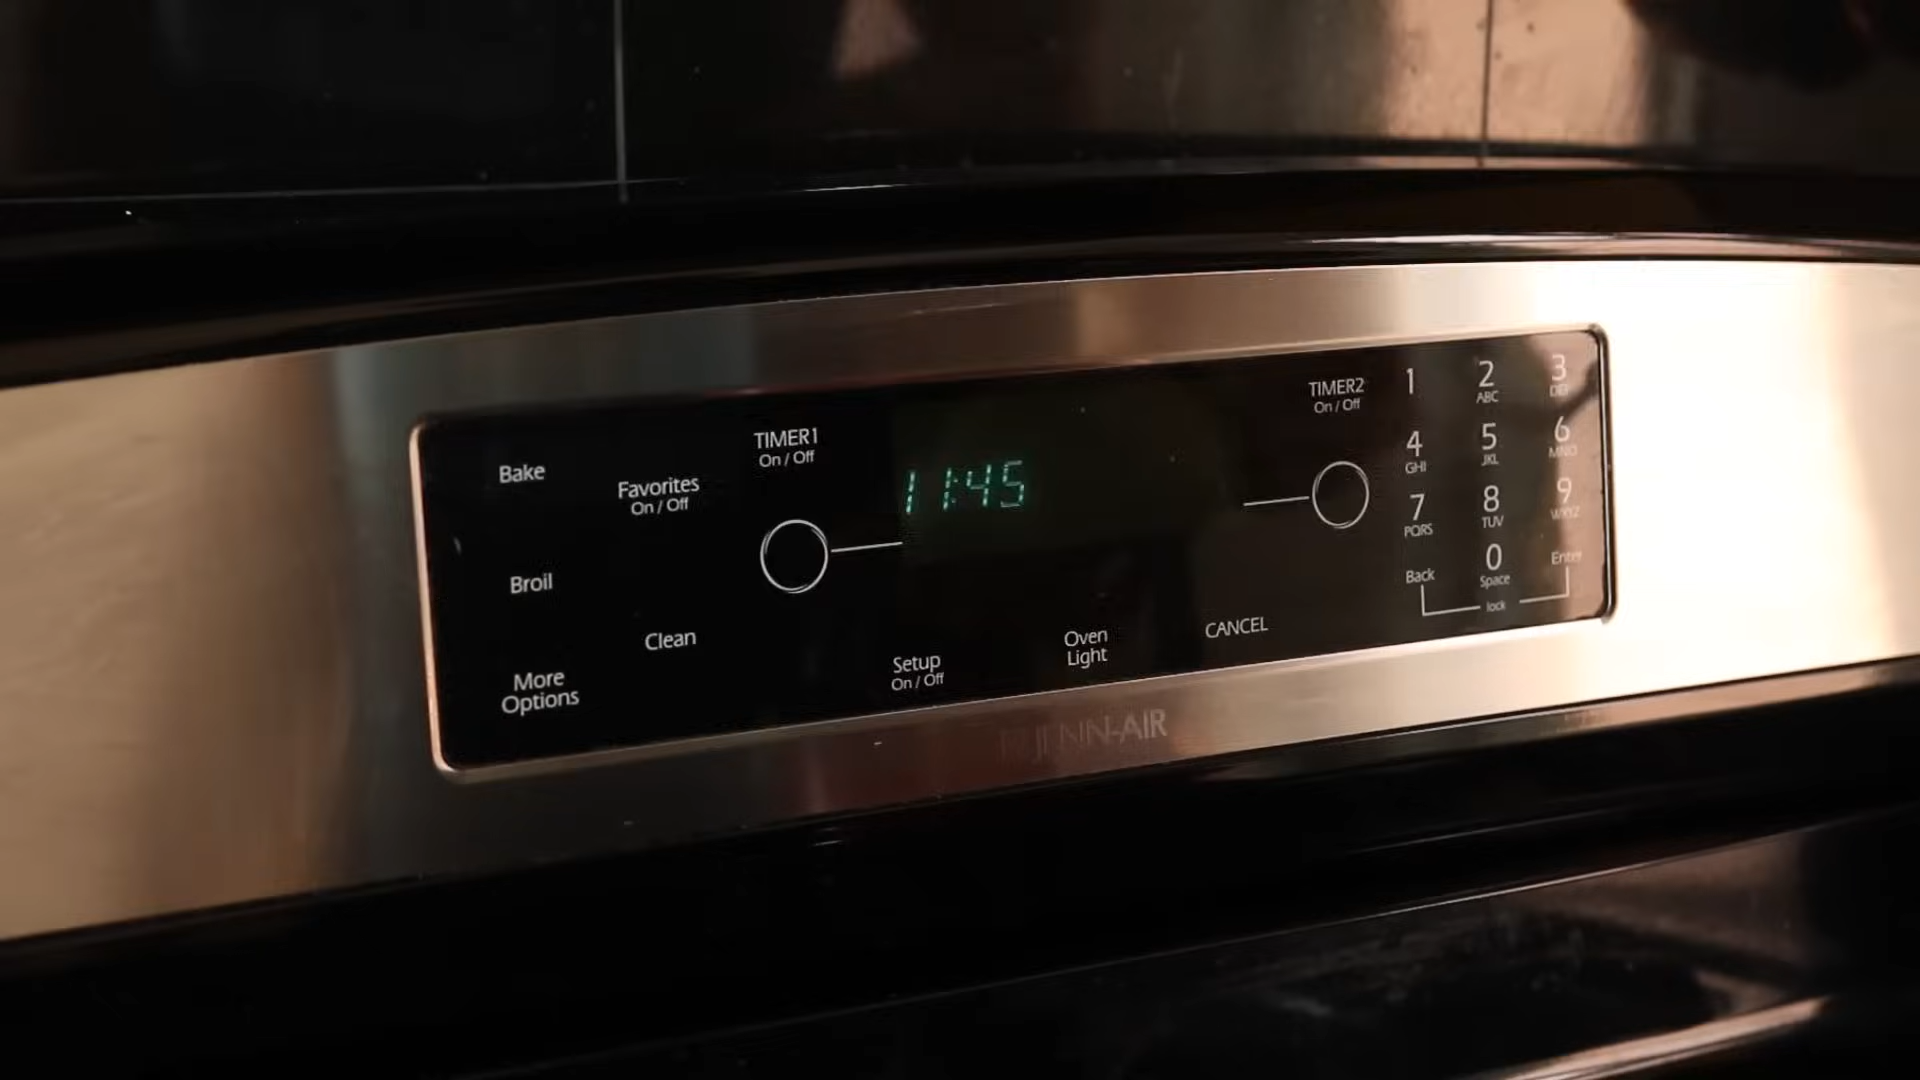 Bake
Favorites
On / Off
TIMER1
On / Off
11:45
TIMER2
On / Off
1
2
ABC
3
DEF
4
GHI
5
JKL
6
MNO
7
PQRS
8
TUV
9
WXYZ
Back
0
Space
Enter
lock
Broil
Clean
More
Options
Setup
On / Off
Oven
Light
CANCEL
JENN-AIR